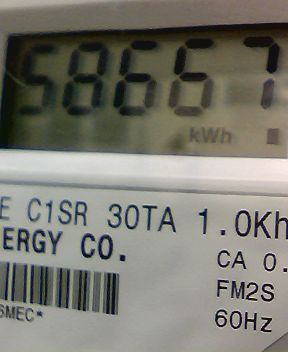 58667
kWh
E C1SR 30TA 1.0Kh
ERGY CO.
CA 0.
FM2S
SMEC*
60Hz